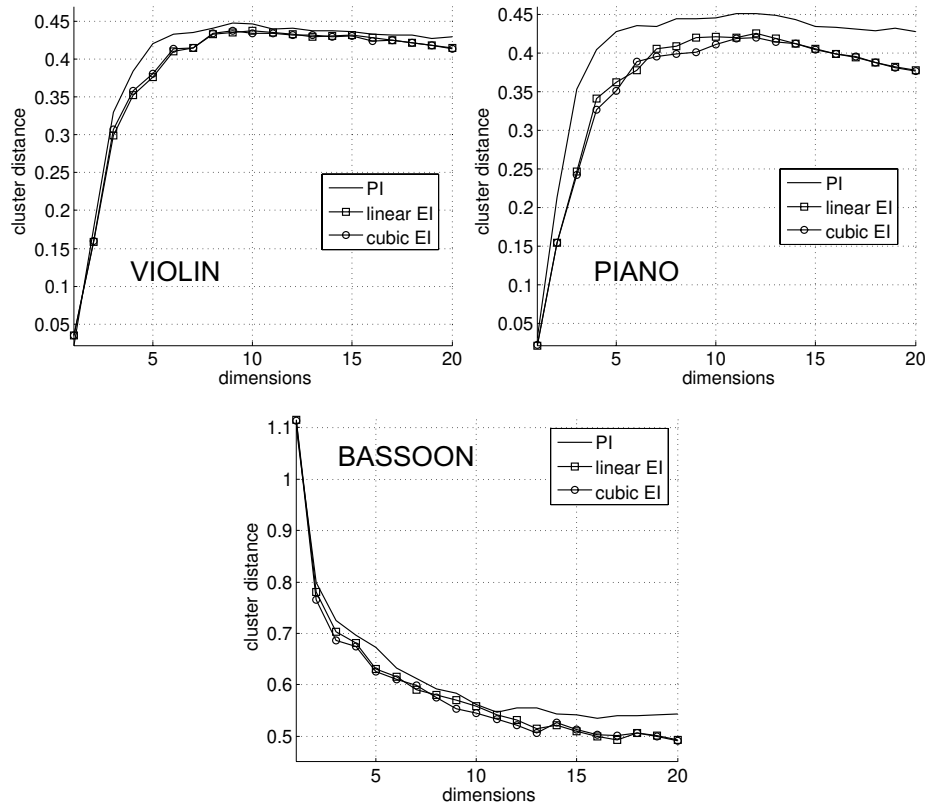 0.45
0.4
0.35
0.3
0.25
0.2
0.15
0.1
0.05
cluster distance
PI
linear EI
cubic EI
VIOLIN
5 10 15 20
dimensions
0.45
0.4
0.35
0.3
0.25
0.2
0.15
0.1
0.05
cluster distance
PI
linear EI
cubic EI
PIANO
5 10 15 20
dimensions
1.1
1
0.9
0.8
0.7
0.6
0.5
cluster distance
BASSOON
PI
linear EI
cubic EI
5 10 15 20
dimensions